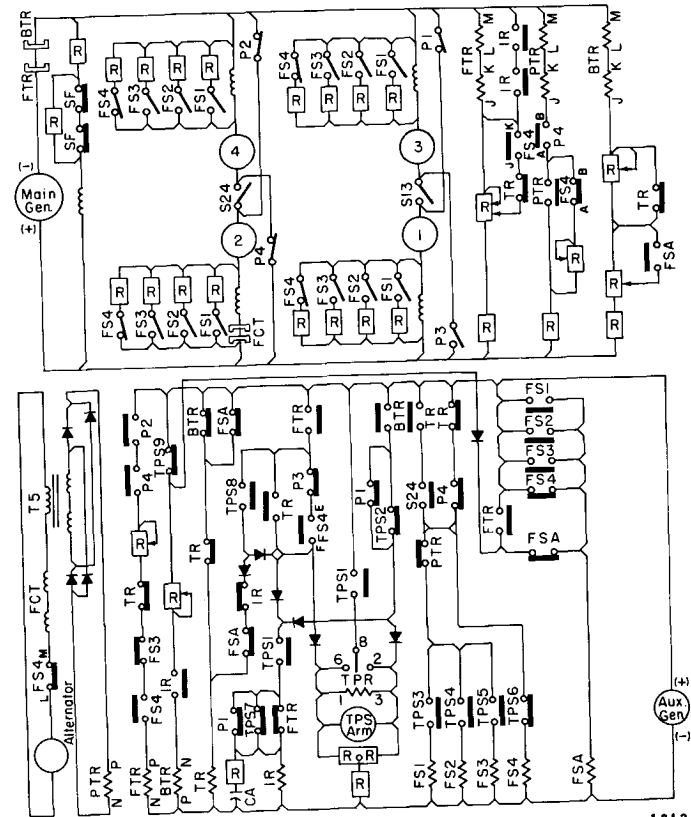 BTR
FTR
R
SF
SF
R
(-)
Main
Gen.
(+)
R
R
R
R
FS4
FS3
FS2
FS1
P2
4
S24
2
P4
R
R
R
R
FS4
FS3
FS2
FS1
FCT
FS4
FS3
FS2
FS1
R
R
R
R
P1
3
S13
1
P3
FS4
FS3
FS2
FS1
R
R
R
R
FTR
M
L
K
J
IR
IR
K
J
FS4
TR
R
R
PTR
M
L
K
J
B
A
P4
PTR
FS4
B
A
R
R
BTR
M
L
K
J
R
TR
FSA
R
R
T5
FCT
FS4
M
L
Alternator
PTR
P
N
P2
P4
R
TR
FS3
FS4
FTR
P
N
TPS9
R
IR
BTR
N
P
BTR
FSA
TR
TR
TPS8
TR
P3
FFS4E
FTR
IR
FSA
TPS1
P1
TPS7
FTR
R
CA
IR
TPS1
8
6
2
TPR
1
3
TPS
Arm
R
R
R
P1
TPS2
BTR
TR
TR
S24
P4
PTR
TPS3
TPS4
TPS5
TPS6
FS1
FS2
FS3
FS4
FTR
FS1
FS2
FS3
FS4
FSA
FSA
(+)
Aux.
Gen.
(-)